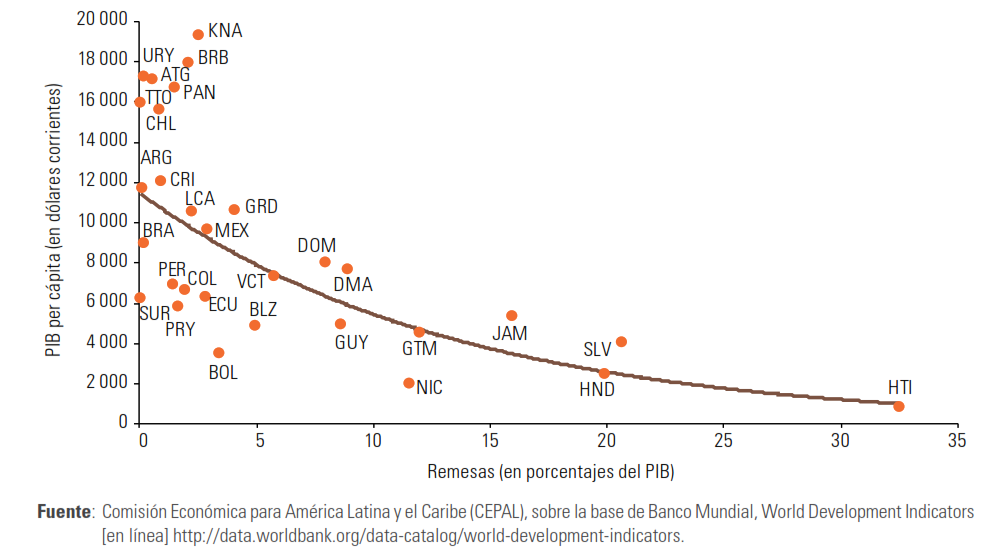 20 000
18 000
16 000
14 000
12 000
10 000
8 000
6 000
4 000
2 000
0
PIB per cápita (en dólares corrientes)
KNA
URY
BRB
ATG
PAN
TTO
CHL
ARG
CRI
LCA
GRD
BRA
MEX
DOM
PER
COL
VCT
DMA
SUR
ECU
BLZ
PRY
GUY
GTM
JAM
SLV
BOL
NIC
HND
HTI
0 5 10 15 20 25 30 35
Remesas (en porcentajes del PIB)
Fuente: Comisión Económica para América Latina y el Caribe (CEPAL), sobre la base de Banco Mundial, World Development Indicators
[en línea] http://data.worldbank.org/data-catalog/world-development-indicators.